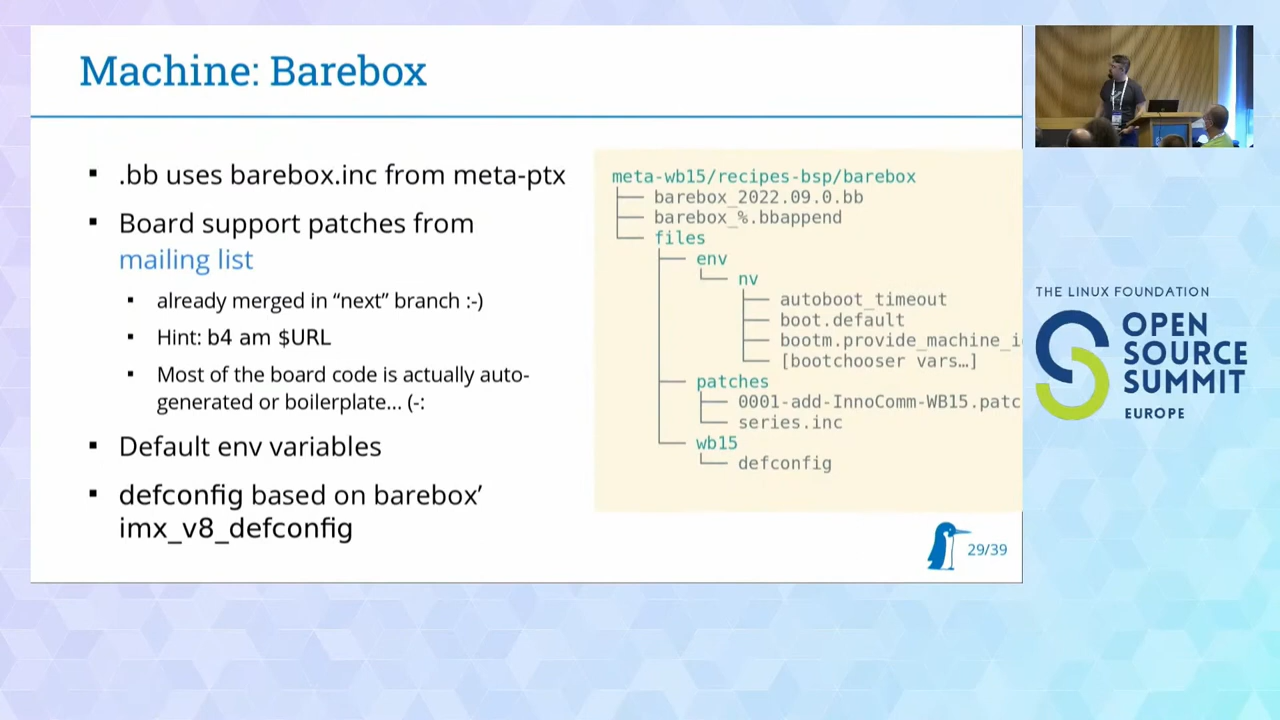 Machine: Barebox
.bb uses barebox.inc from meta-ptx
Board support patches from
mailing list
already merged in “next” branch :-)
Hint: b4 am $URL
Most of the board code is actually auto-
generated or boilerplate… (-:
Default env variables
defconfig based on barebox’
imx_v8_defconfig
meta-wb15/recipes-bsp/barebox
barebox_2022.09.0.bb
barebox_%.bbappend
files
env
nv
autoboot_timeout
boot.default
bootm.provide_machine_i
[bootchooser vars…]
patches
0001-add-InnoComm-WB15.patc
series.inc
wb15
defconfig
29/39
THE LINUX FOUNDATION
OPEN
SOURCE
SUMMIT
EUROPE